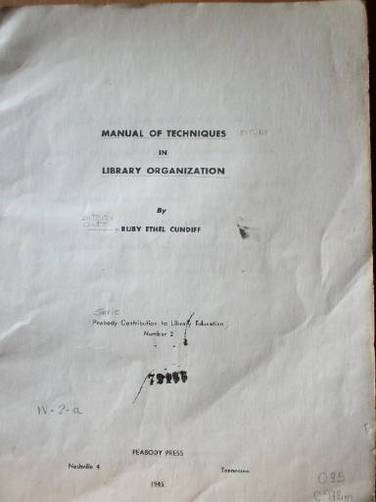 MANUAL OF TECHNIQUES
IN
LIBRARY ORGANIZATION
By
RUBY ETHEL CUNDIFF
Serie
Peabody Contribution to Library Education
Number 2
IV-2-a
PEABODY PRESS
Nashville 4 Tennessee
1945
025